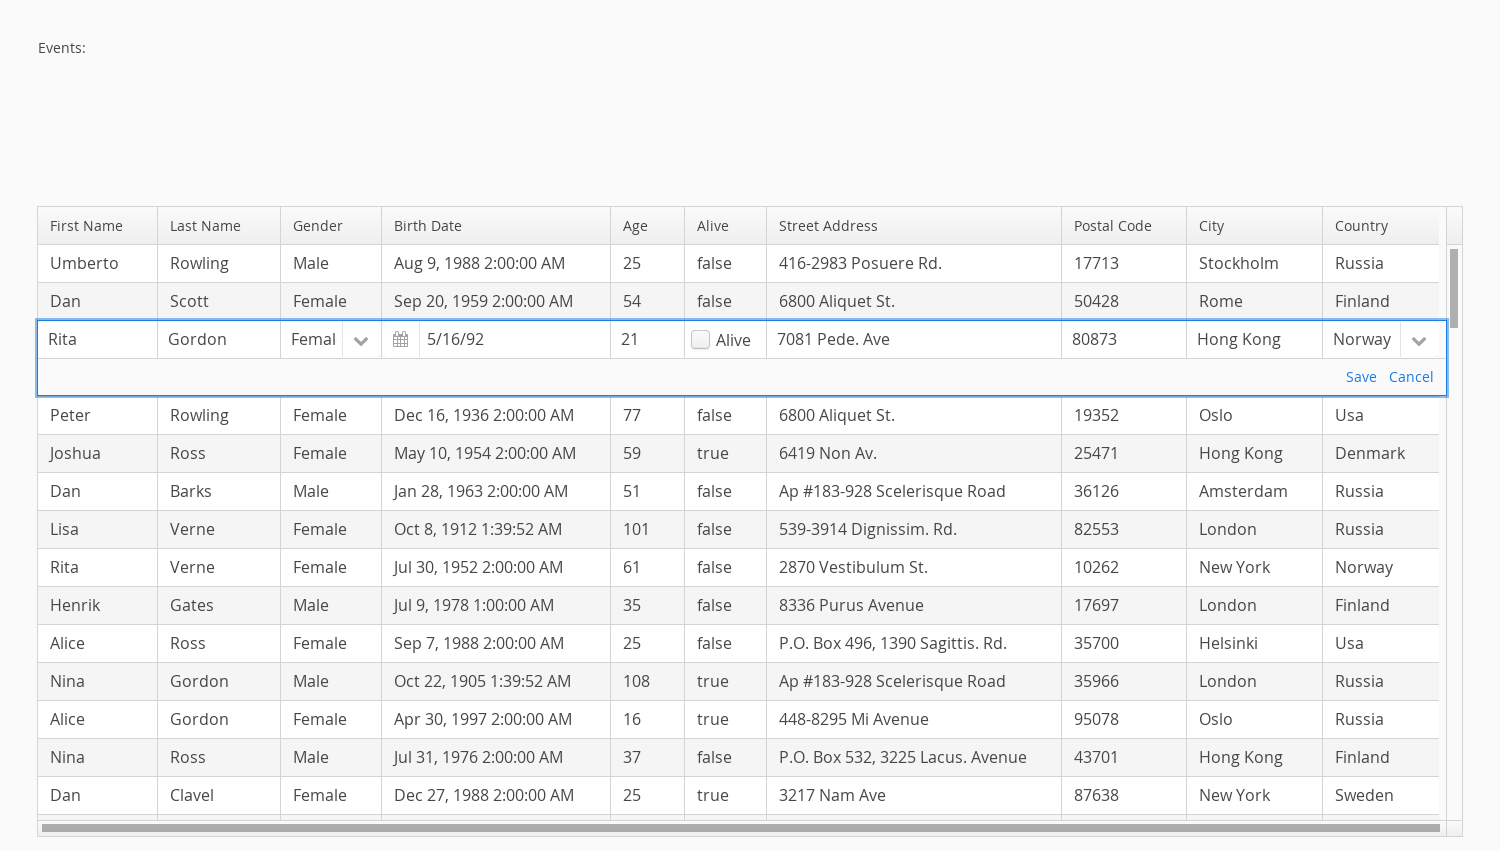 Events:
First Name Last Name Gender Birth Date Age Alive Street Address Postal Code City Country
Umberto Rowling Male Aug 9, 1988 2:00:00 AM 25 false 416-2983 Posuere Rd. 17713 Stockholm Russia
Dan Scott Female Sep 20, 1959 2:00:00 AM 54 false 6800 Aliquet St. 50428 Rome Finland
Rita Gordon Femal 5/16/92 21 Alive 7081 Pede. Ave 80873 Hong Kong Norway
Save Cancel
Peter Rowling Female Dec 16, 1936 2:00:00 AM 77 false 6800 Aliquet St. 19352 Oslo Usa
Joshua Ross Female May 10, 1954 2:00:00 AM 59 true 6419 Non Av. 25471 Hong Kong Denmark
Dan Barks Male Jan 28, 1963 2:00:00 AM 51 false Ap #183-928 Scelerisque Road 36126 Amsterdam Russia
Lisa Verne Female Oct 8, 1912 1:39:52 AM 101 false 539-3914 Dignissim. Rd. 82553 London Russia
Rita Verne Female Jul 30, 1952 2:00:00 AM 61 false 2870 Vestibulum St. 10262 New York Norway
Henrik Gates Male Jul 9, 1978 1:00:00 AM 35 false 8336 Purus Avenue 17697 London Finland
Alice Ross Female Sep 7, 1988 2:00:00 AM 25 false P.O. Box 496, 1390 Sagittis. Rd. 35700 Helsinki Usa
Nina Gordon Male Oct 22, 1905 1:39:52 AM 108 true Ap #183-928 Scelerisque Road 35966 London Russia
Alice Gordon Female Apr 30, 1997 2:00:00 AM 16 true 448-8295 Mi Avenue 95078 Oslo Russia
Nina Ross Male Jul 31, 1976 2:00:00 AM 37 false P.O. Box 532, 3225 Lacus. Avenue 43701 Hong Kong Finland
Dan Clavel Female Dec 27, 1988 2:00:00 AM 25 true 3217 Nam Ave 87638 New York Sweden